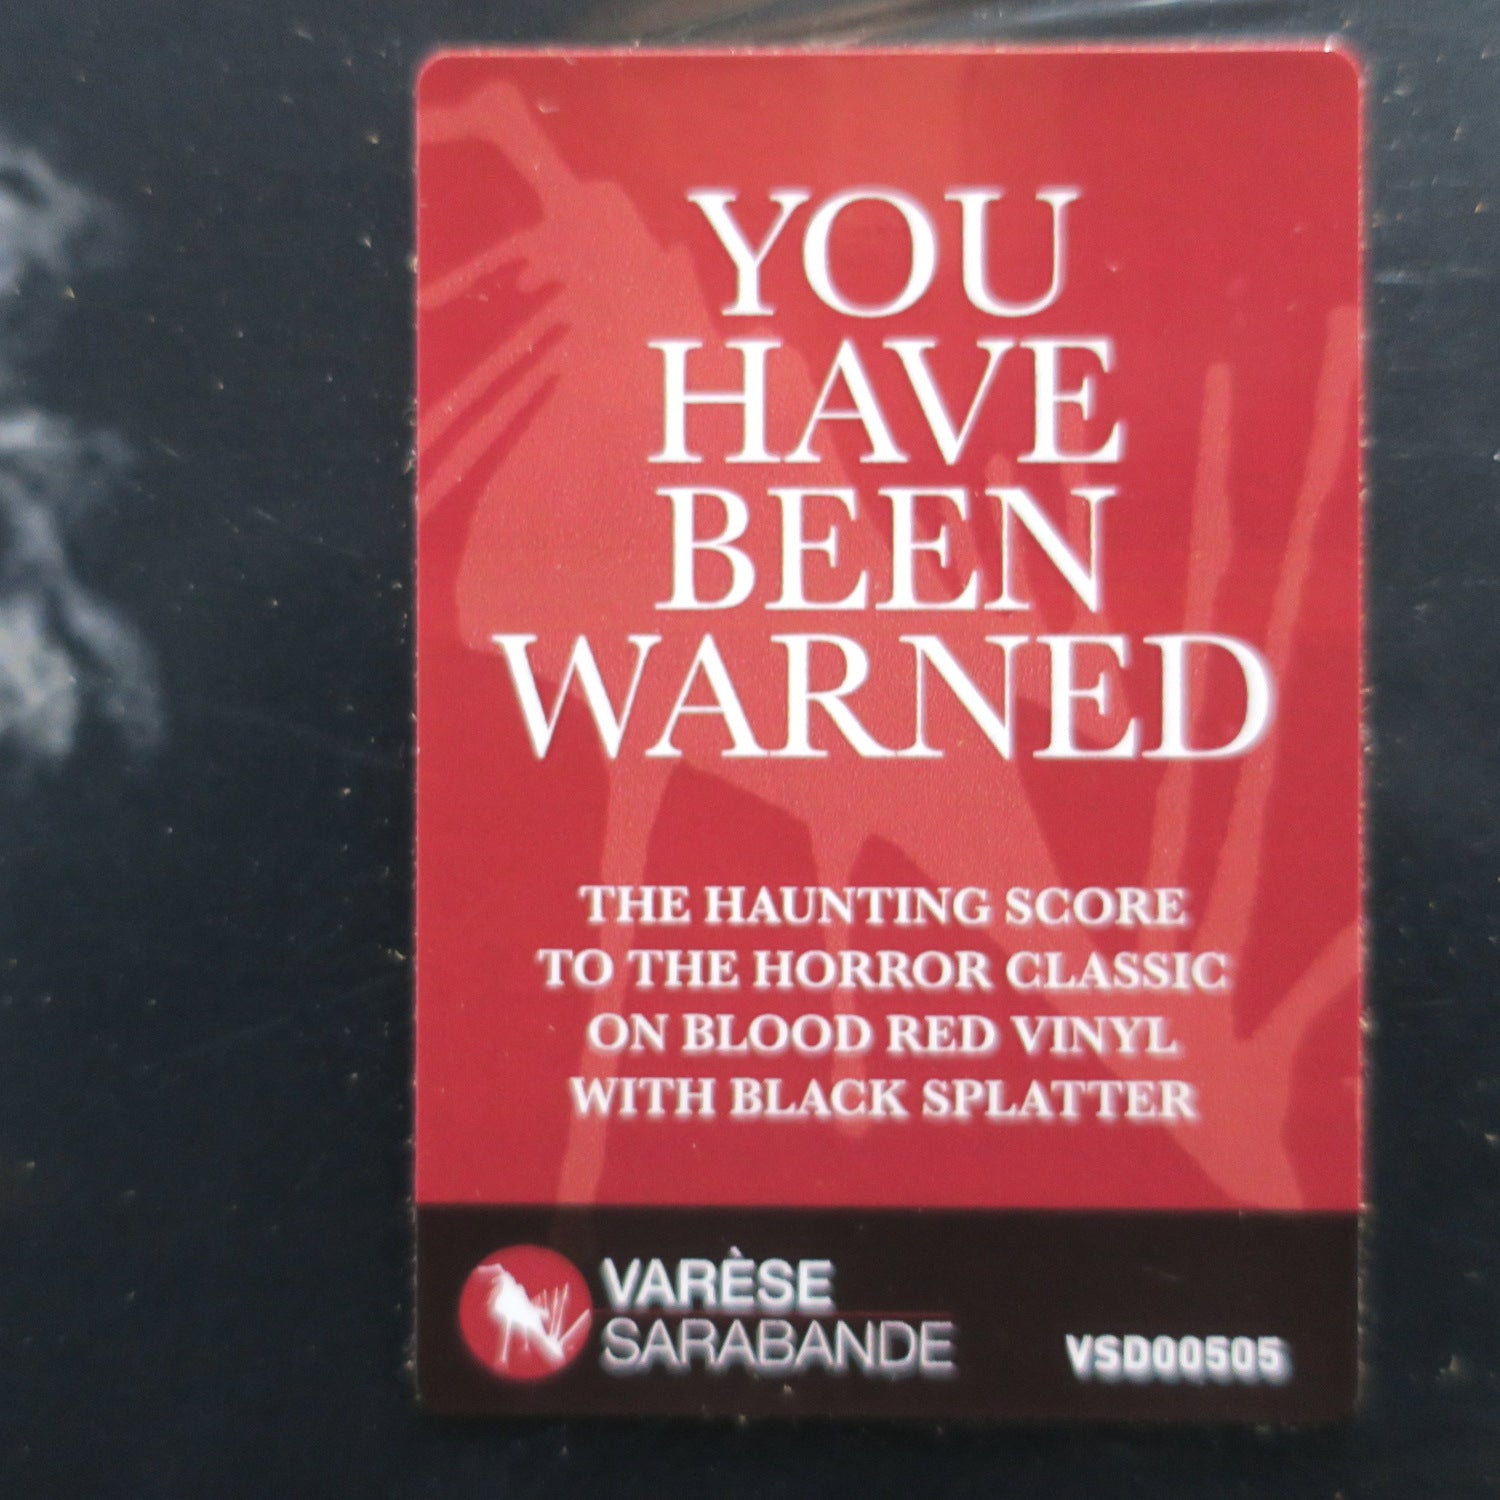 YOU
HAVE
BEEN
WARNED
THE HAUNTING SCORE
TO THE HORROR CLASSIC
ON BLOOD RED VINYL
WITH BLACK SPLATTER
VARÈSE
SARABANDE
VSD00505